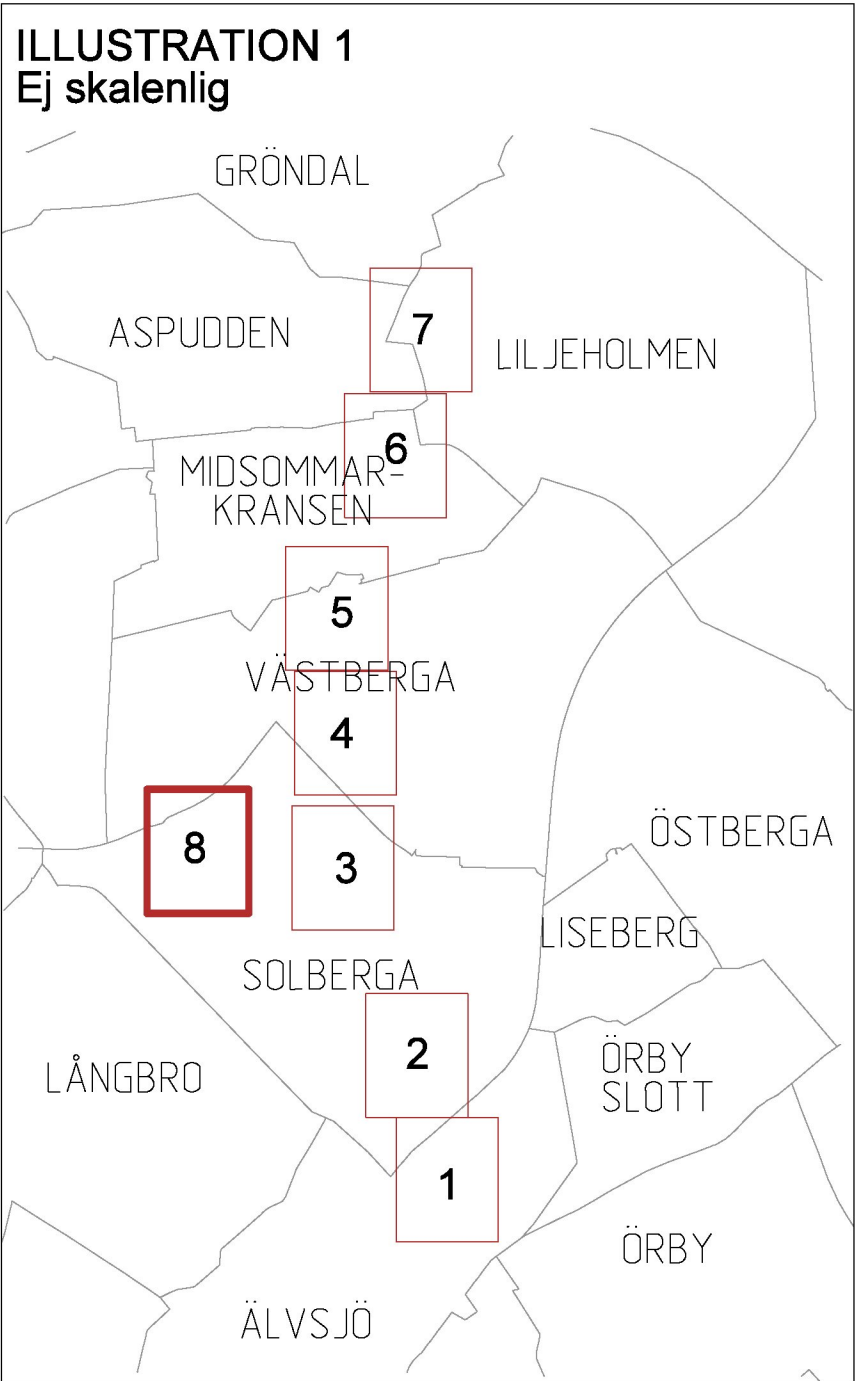 ILLUSTRATION 1
Ej skalenlig
GRÖNDAL
ASPUDDEN
7
LILJEHOLMEN
6
MIDSOMMAR-
KRANSEN
5
VÄSTBERGA
4
8
3
ÖSTBERGA
LISEBERG
SOLBERGA
2
ÖRBY
SLOTT
LÅNGBRO
1
ÖRBY
ÄLVSJÖ